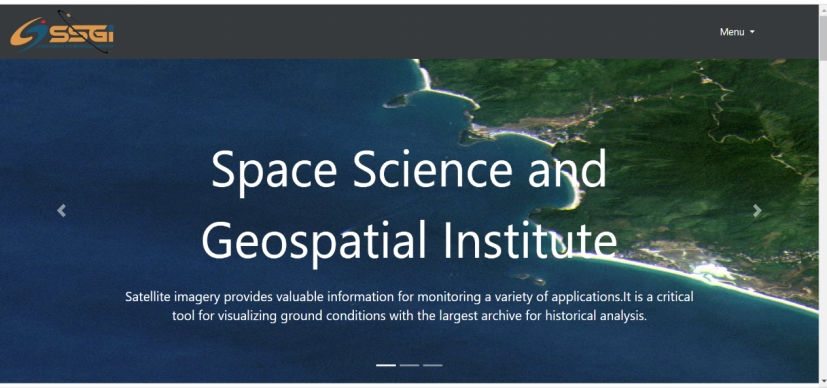 SSGi
Menu
Space Science and
Geospatial Institute
Satellite imagery provides valuable information for monitoring a variety of applications.It is a critical
tool for visualizing ground conditions with the largest archive for historical analysis.